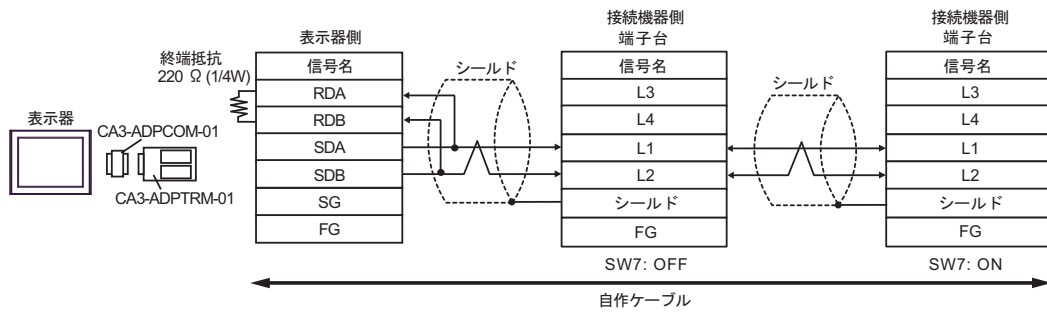 表示器
CA3-ADPCOM-01
CA3-ADPTRM-01
終端抵抗
220 Ω (1/4W)
表示器側
信号名
RDA
RDB
SDA
SDB
SG
FG
シールド
接続機器側
端子台
信号名
L3
L4
L1
L2
シールド
FG
SW7: OFF
シールド
接続機器側
端子台
信号名
L3
L4
L1
L2
シールド
FG
SW7: ON
自作ケーブル